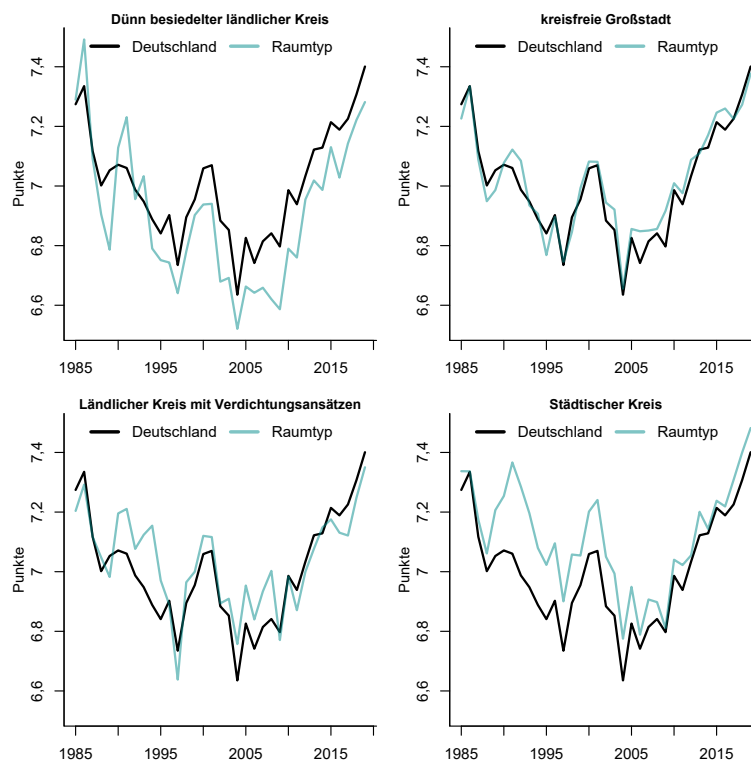 Dünn besiedelter ländlicher Kreis
Deutschland Raumtyp
Punkte
7,4
7,2
7
6,8
6,6
1985 1995 2005 2015
kreisfreie Großstadt
Deutschland Raumtyp
Punkte
7,4
7,2
7
6,8
6,6
1985 1995 2005 2015
Ländlicher Kreis mit Verdichtungsansätzen
Deutschland Raumtyp
Punkte
7,4
7,2
7
6,8
6,6
1985 1995 2005 2015
Städtischer Kreis
Deutschland Raumtyp
Punkte
7,4
7,2
7
6,8
6,6
1985 1995 2005 2015